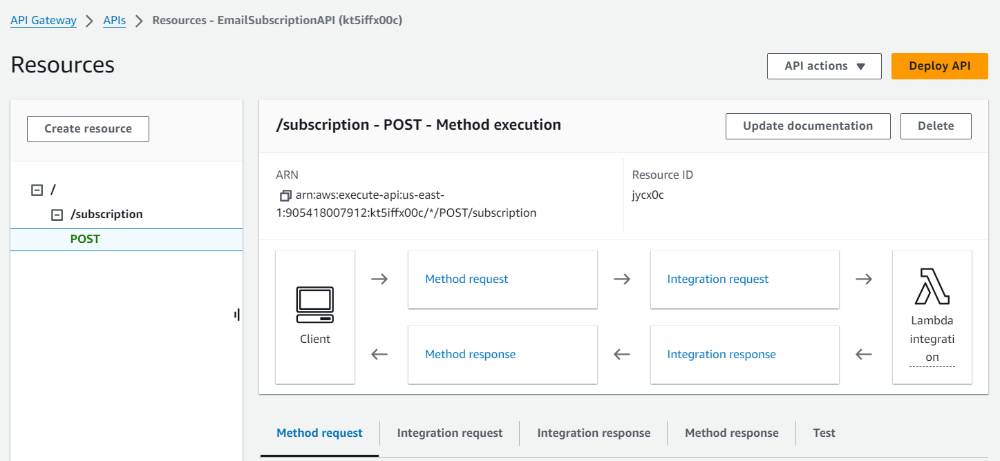 API Gateway > APIs > Resources - EmailSubscriptionAPI (kt5iffx00c)
Resources
API actions ▼
Deploy API
Create resource
/
/subscription
POST
/subscription - POST - Method execution
Update documentation
Delete
ARN
arn:aws:execute-api:us-east-
1:905418007912:kt5iffx00c/*/POST/subscription
Resource ID
jycx0c
Client
Method request
Integration request
Method response
Integration response
Lambda
integrati
on
Method request
Integration request
Integration response
Method response
Test